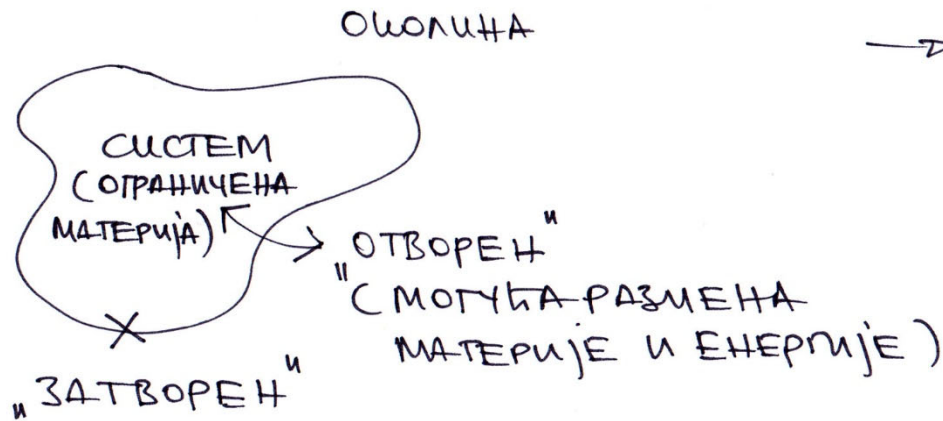 ОКОЛИНА
СИСТЕМ
(ОГРАНИЧЕНА
МАТЕРИЈА)
„ОТВОРЕН"
(МОГУЋА РАЗМЕНА
МАТЕРИЈЕ И ЕНЕРГИЈЕ)
„ЗАТВОРЕН"